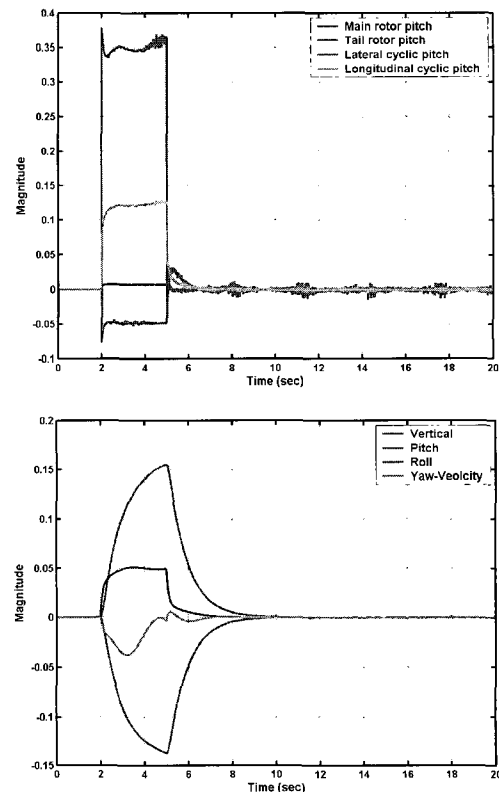 0.4
0.35
0.3
0.25
0.2
0.15
0.1
0.05
0
-0.05
-0.1
Magnitude
Main rotor pitch
Tail rotor pitch
Lateral cyclic pitch
Longitudinal cyclic pitch
0 2 4 6 8 10 12 14 16 18 20
Time (sec)
0.2
0.15
0.1
0.05
0
-0.05
-0.1
-0.15
Magnitude
Vertical
Pitch
Roll
Yaw-Veolcity
0 2 4 6 8 10 12 14 16 18 20
Time (sec)